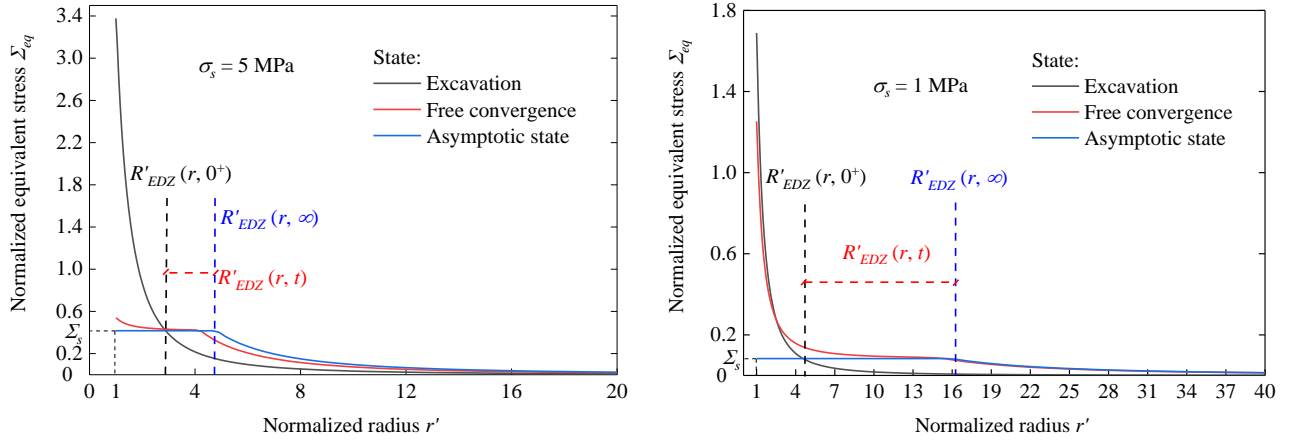 3.4
3.0
2.6
2.2
1.8
1.4
1.0
0.6
0.2
0
Σs
Normalized equivalent stress Σeq
σs = 5 MPa
State:
Excavation
Free convergence
Asymptotic state
R′EDZ (r, 0+)
R′EDZ (r, ∞)
R′EDZ (r, t)
0 1 4 8 12 16 20
Normalized radius r′
1.8
1.4
1.0
0.6
0.2
0
Σs
Normalized equivalent stress Σeq
σs = 1 MPa
State:
Excavation
Free convergence
Asymptotic state
R′EDZ (r, 0+)
R′EDZ (r, ∞)
R′EDZ (r, t)
1 4 7 10 13 16 19 22 25 28 31 34 37 40
Normalized radius r′